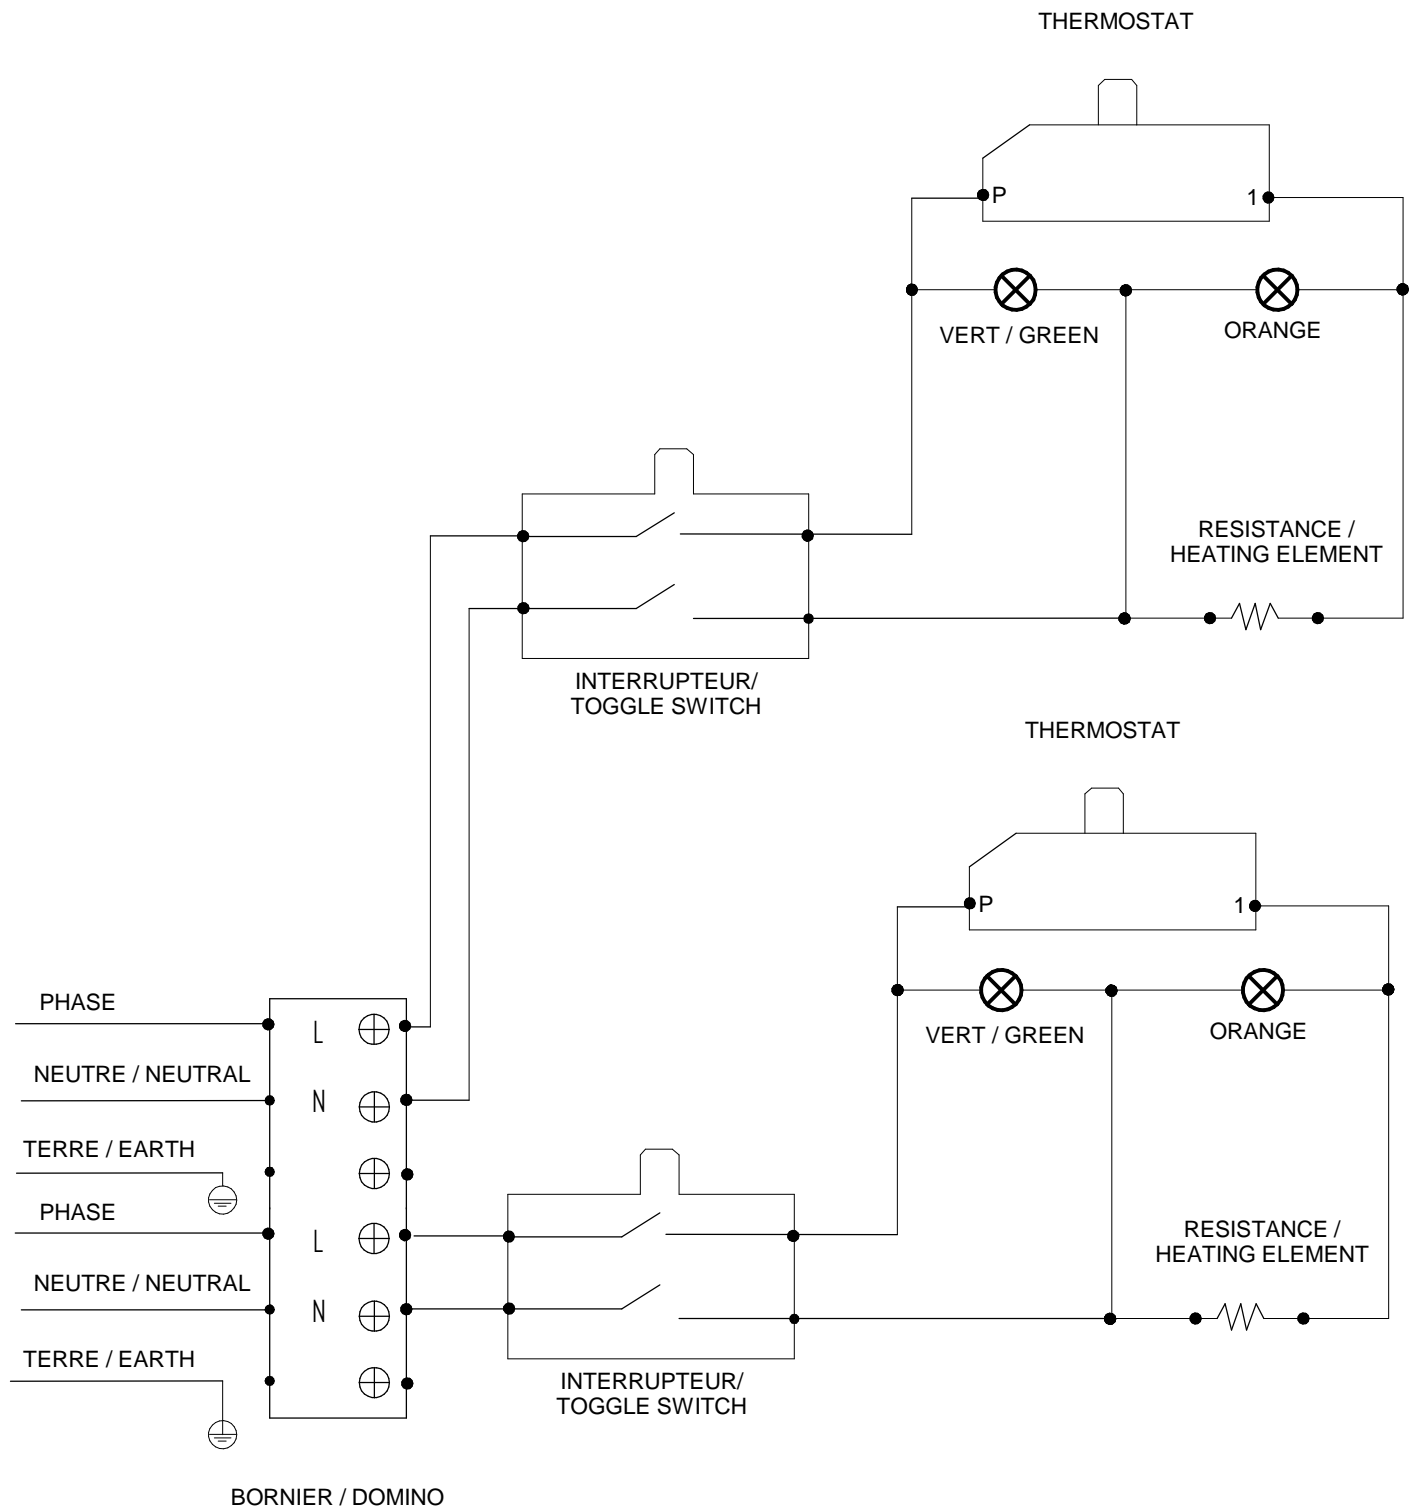 THERMOSTAT
P
1
VERT / GREEN
ORANGE
RESISTANCE /
HEATING ELEMENT
INTERRUPTEUR/
TOGGLE SWITCH
THERMOSTAT
P
1
VERT / GREEN
ORANGE
PHASE
L
NEUTRE / NEUTRAL
N
TERRE / EARTH
PHASE
L
NEUTRE / NEUTRAL
N
TERRE / EARTH
RESISTANCE /
HEATING ELEMENT
INTERRUPTEUR/
TOGGLE SWITCH
BORNIER / DOMINO